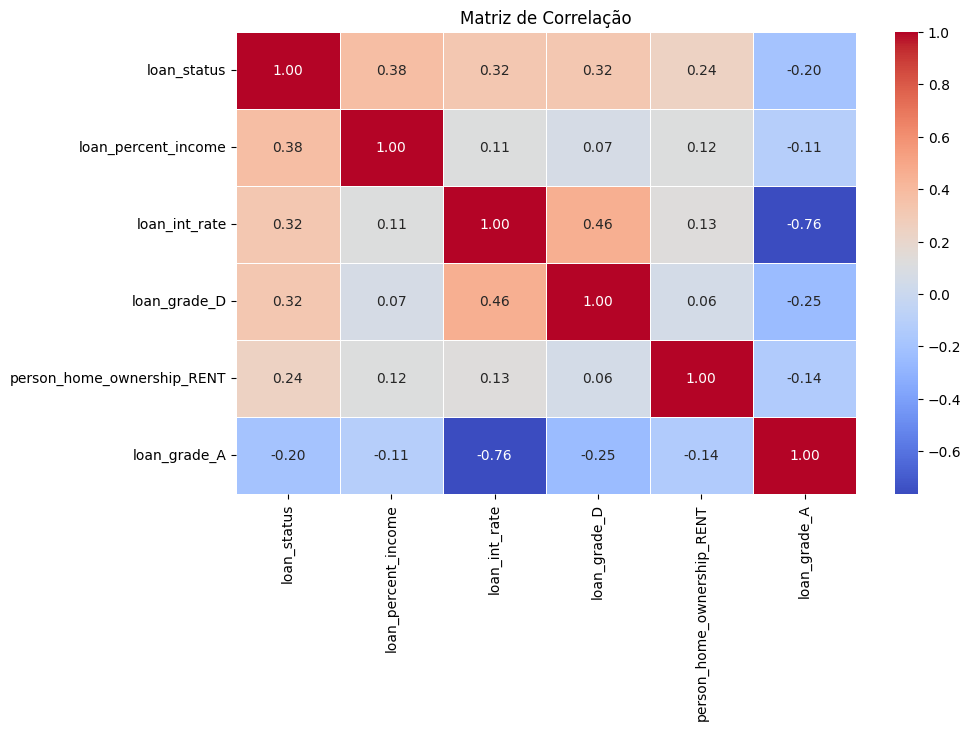 Matriz de Correlação
loan_status 1.00 0.38 0.32 0.32 0.24 -0.20
loan_percent_income 0.38 1.00 0.11 0.07 0.12 -0.11
loan_int_rate 0.32 0.11 1.00 0.46 0.13 -0.76
loan_grade_D 0.32 0.07 0.46 1.00 0.06 -0.25
person_home_ownership_RENT 0.24 0.12 0.13 0.06 1.00 -0.14
loan_grade_A -0.20 -0.11 -0.76 -0.25 -0.14 1.00
loan_status
loan_percent_income
loan_int_rate
loan_grade_D
person_home_ownership_RENT
loan_grade_A
1.0
0.8
0.6
0.4
0.2
0.0
−0.2
−0.4
−0.6